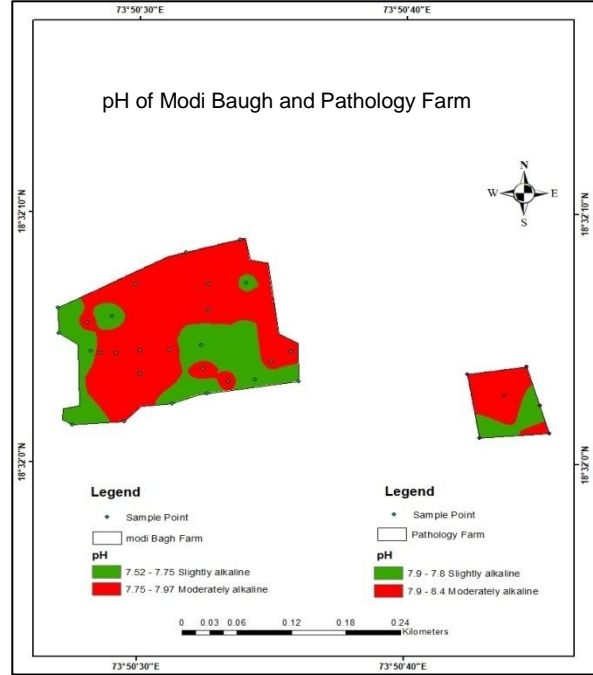 73°50'30"E 73°50'40"E
pH of Modi Baugh and Pathology Farm
N
W E
S
18°32'10"N 18°32'10"N
18°32'0"N 18°32'0"N
Legend
Sample Point
modi Bagh Farm
pH
7.52 - 7.75 Slightly alkaline
7.75 - 7.97 Moderately alkaline
Legend
Sample Point
Pathology Farm
pH
7.9 - 7.8 Slightly alkaline
7.9 - 8.4 Moderately alkaline
0 0.03 0.06 0.12 0.18 0.24
Kilometers
73°50'30"E 73°50'40"E